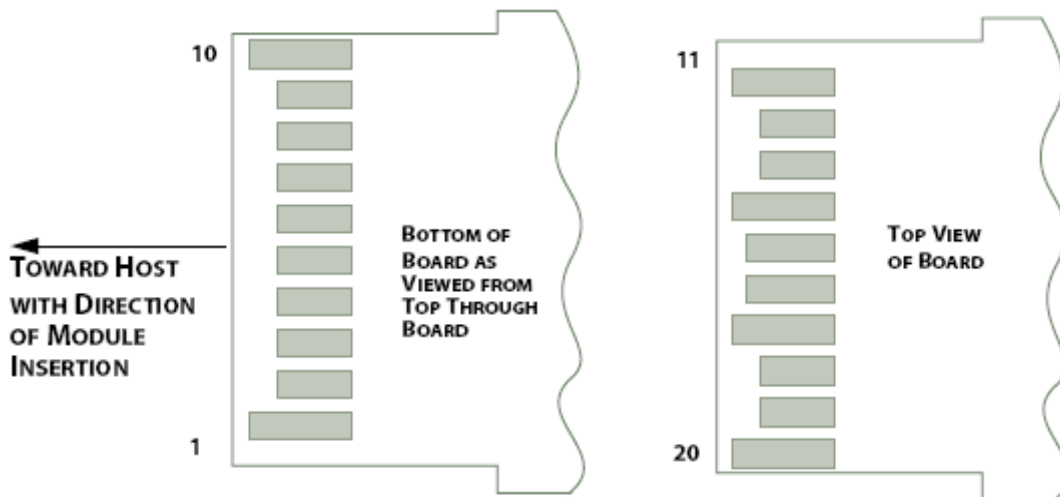 10
TOWARD HOST
WITH DIRECTION
OF MODULE
INSERTION
1
BOTTOM OF
BOARD AS
VIEWED FROM
TOP THROUGH
BOARD
11
20
TOP VIEW
OF BOARD